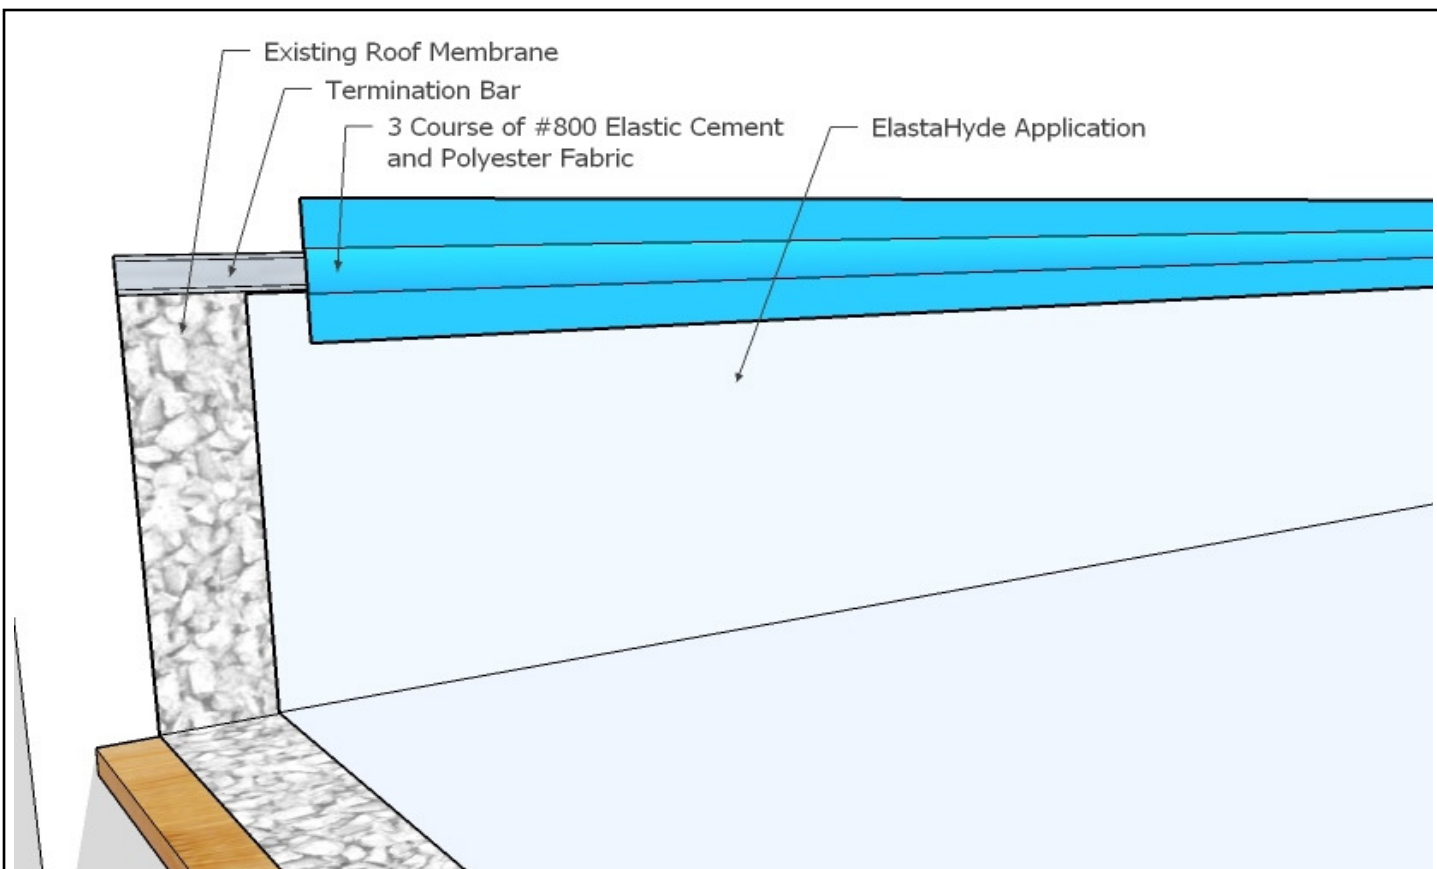 Existing Roof Membrane
Termination Bar
3 Course of #800 Elastic Cement
and Polyester Fabric
ElastaHyde Application